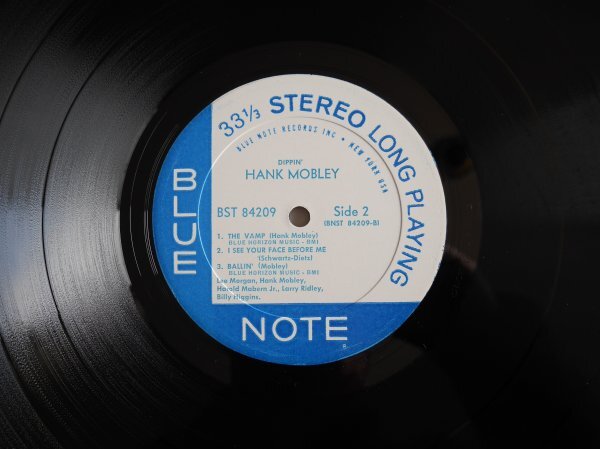 33 1/3 STEREO LONG PLAYING
BLUE NOTE RECORDS INC • NEW YORK USA
DIPPIN'
HANK MOBLEY
BST 84209 Side 2
(BNST 84209-B)
1. THE VAMP (Hank Mobley)
BLUE HORIZON MUSIC - BMI
2. I SEE YOUR FACE BEFORE ME
(Schwartz-Dietz)
3. BALLIN' (Mobley)
BLUE HORIZON MUSIC - BMI
Lee Morgan, Hank Mobley,
Harold Mabern Jr., Larry Ridley,
Billy Higgins.
BLUE
NOTE